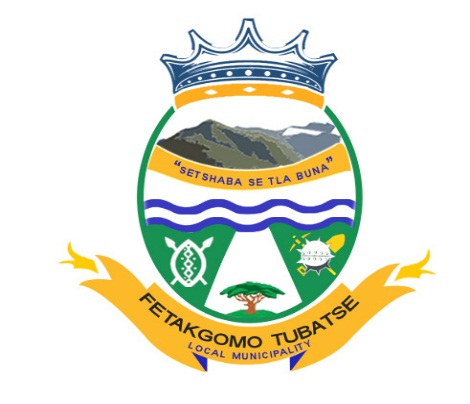 "SETSHABA SE TLA BUNA"
FETAKGOMO TUBATSE
LOCAL MUNICIPALITY